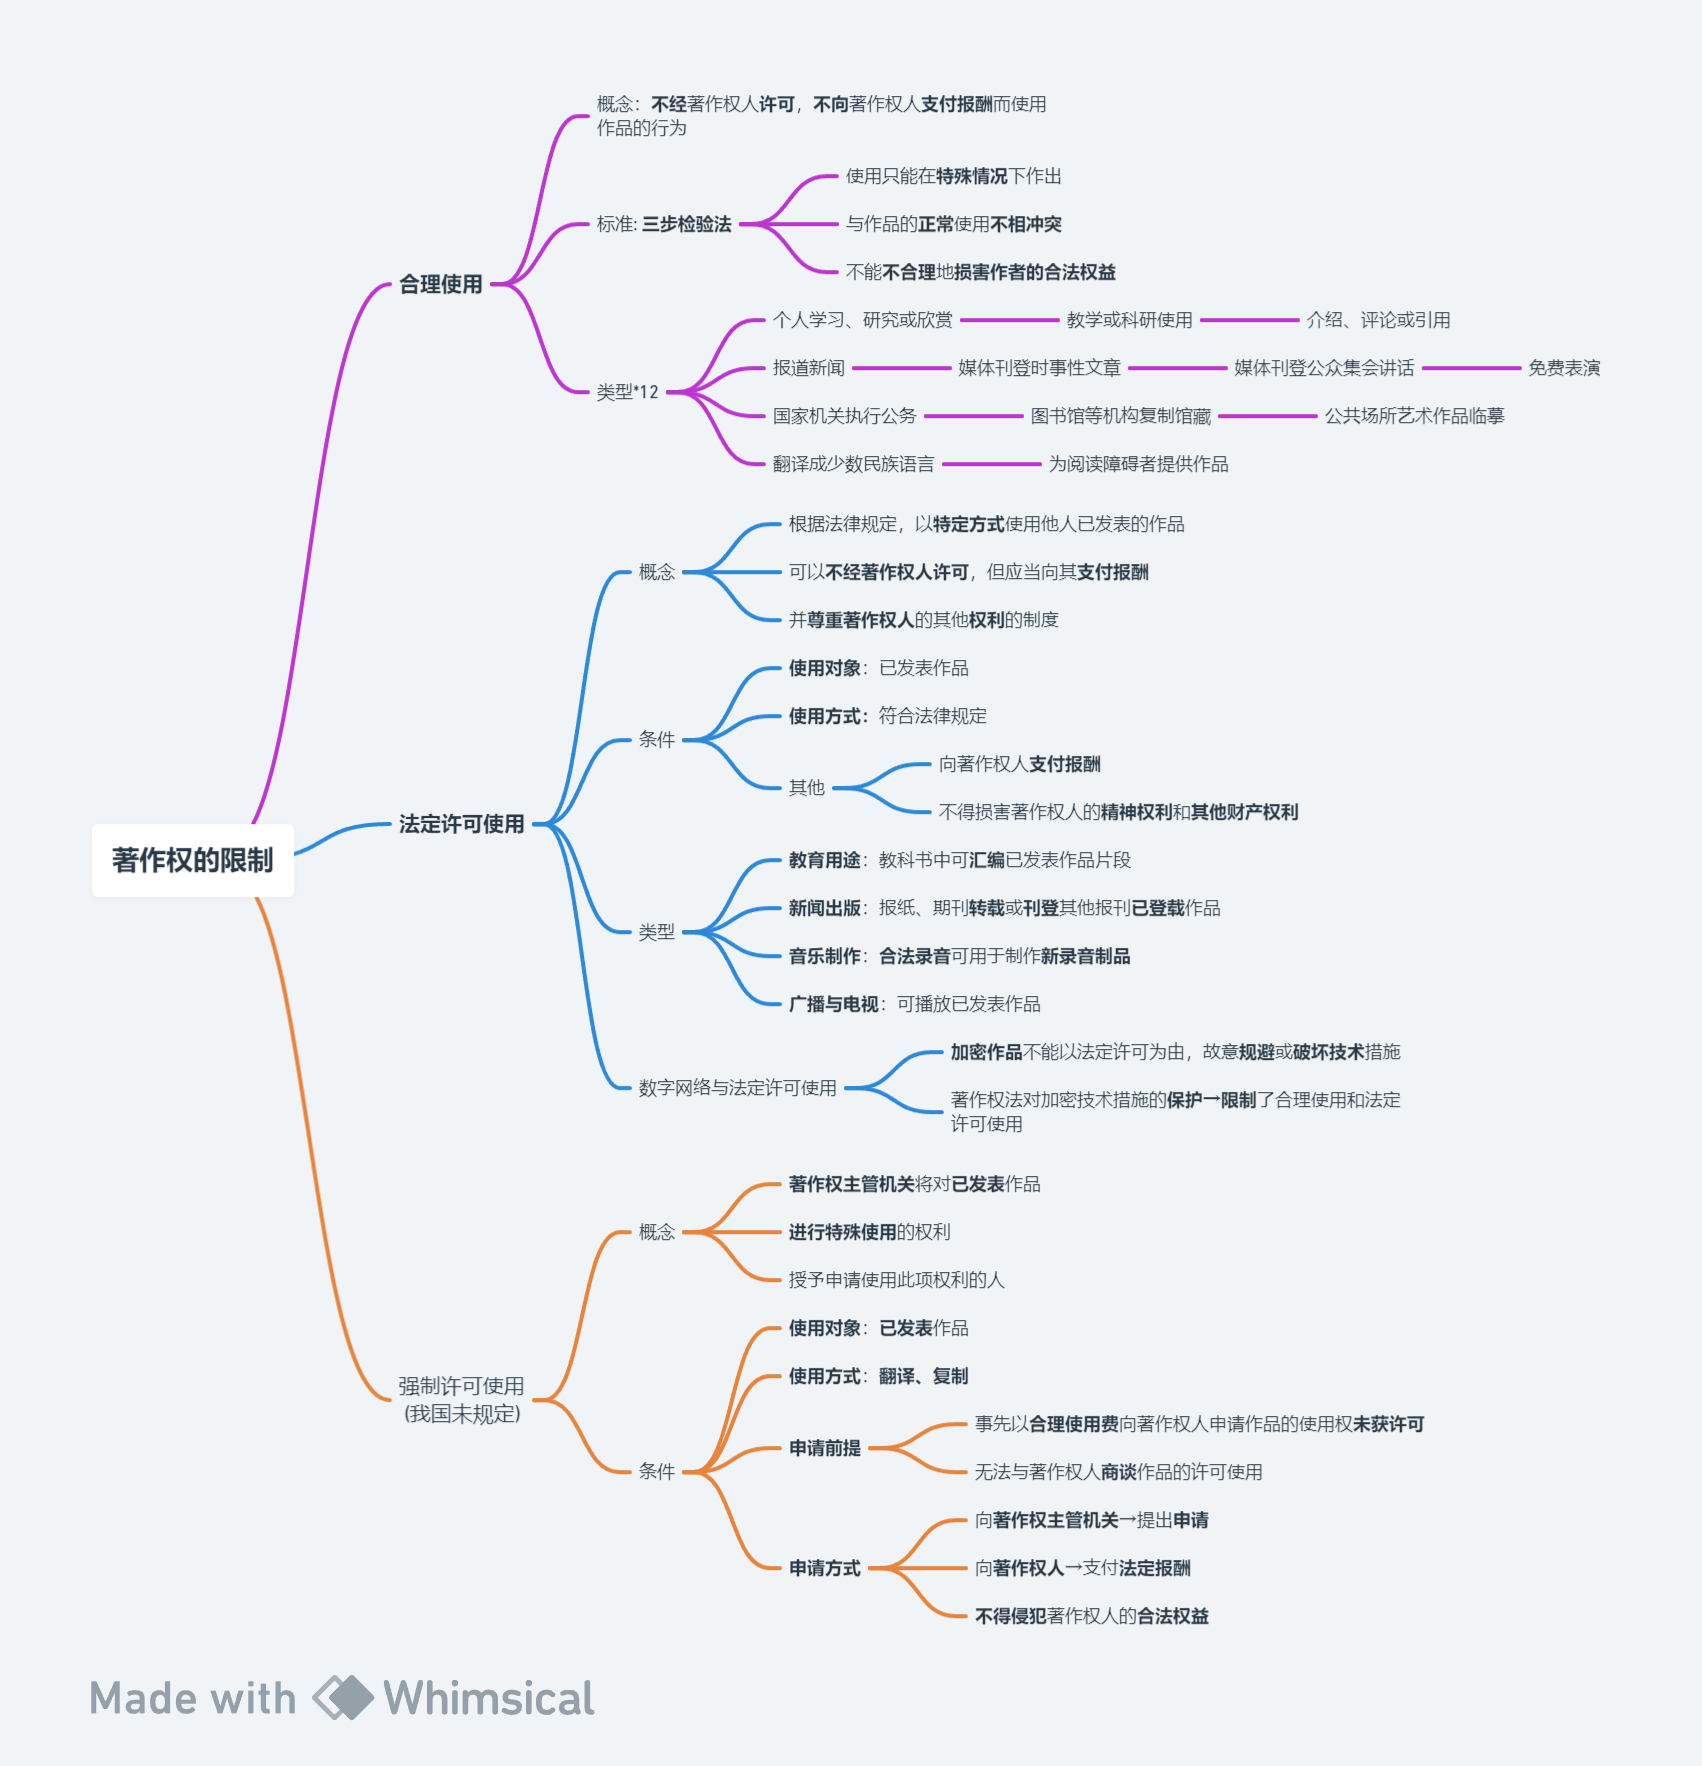 概念：不经著作权人许可，不向著作权人支付报酬而使用
作品的行为
使用只能在特殊情况下作出
标准: 三步检验法
与作品的正常使用不相冲突
不能不合理地损害作者的合法权益
合理使用
个人学习、研究或欣赏
教学或科研使用
介绍、评论或引用
报道新闻
媒体刊登时事性文章
媒体刊登公众集会讲话
免费表演
类型*12
国家机关执行公务
图书馆等机构复制馆藏
公共场所艺术作品临摹
翻译成少数民族语言
为阅读障碍者提供作品
根据法律规定，以特定方式使用他人已发表的作品
概念
可以不经著作权人许可，但应当向其支付报酬
并尊重著作权人的其他权利的制度
使用对象：已发表作品
使用方式：符合法律规定
条件
向著作权人支付报酬
其他
不得损害著作权人的精神权利和其他财产权利
法定许可使用
著作权的限制
教育用途：教科书中可汇编已发表作品片段
新闻出版：报纸、期刊转载或刊登其他报刊已登载作品
类型
音乐制作：合法录音可用于制作新录音制品
广播与电视：可播放已发表作品
加密作品不能以法定许可为由，故意规避或破坏技术措施
数字网络与法定许可使用
著作权法对加密技术措施的保护→限制了合理使用和法定
许可使用
著作权主管机关将对已发表作品
概念
进行特殊使用的权利
授予申请使用此项权利的人
使用对象：已发表作品
使用方式：翻译、复制
强制许可使用
(我国未规定)
事先以合理使用费向著作权人申请作品的使用权未获许可
申请前提
条件
无法与著作权人商谈作品的许可使用
向著作权主管机关→提出申请
申请方式
向著作权人→支付法定报酬
不得侵犯著作权人的合法权益
Made with Whimsical